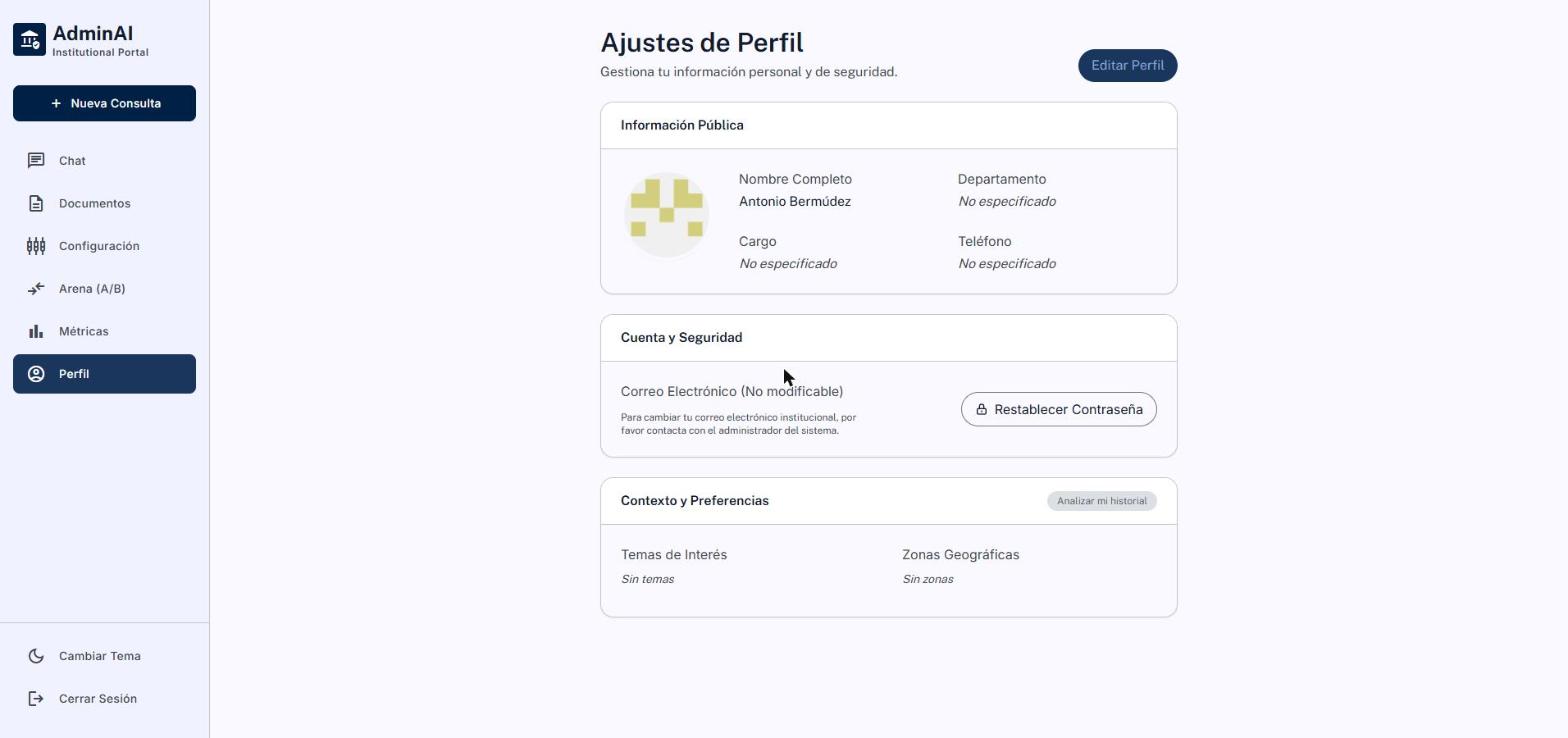 AdminAI
Institutional Portal
+ Nueva Consulta
Chat
Documentos
Configuración
Arena (A/B)
Métricas
Perfil
Cambiar Tema
Cerrar Sesión
Ajustes de Perfil
Gestiona tu información personal y de seguridad.
Editar Perfil
Información Pública
Nombre Completo
Antonio Bermúdez
Departamento
No especificado
Cargo
No especificado
Teléfono
No especificado
Cuenta y Seguridad
Correo Electrónico (No modificable)
Para cambiar tu correo electrónico institucional, por
favor contacta con el administrador del sistema.
Restablecer Contraseña
Contexto y Preferencias
Analizar mi historial
Temas de Interés
Sin temas
Zonas Geográficas
Sin zonas